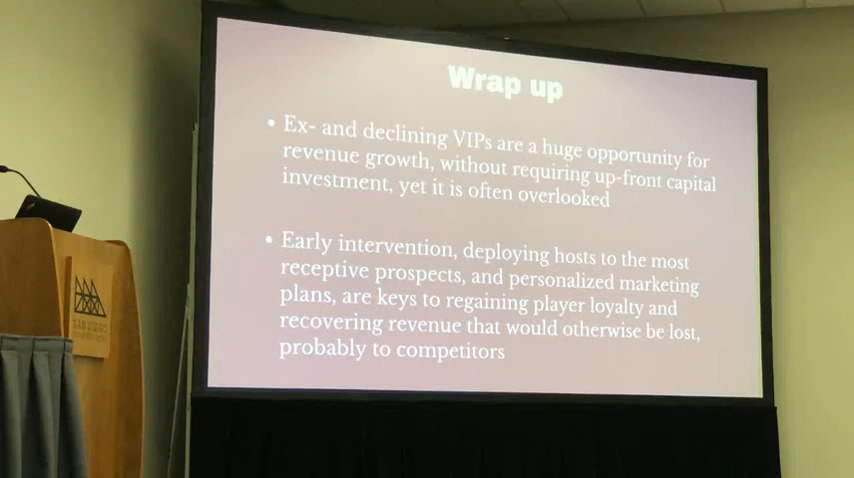 Wrap up
• Ex- and declining VIPs are a huge opportunity for
revenue growth, without requiring up-front capital
investment, yet it is often overlooked
• Early intervention, deploying hosts to the most
receptive prospects, and personalized marketing
plans, are keys to regaining player loyalty and
recovering revenue that would otherwise be lost,
probably to competitors
SAN DIEGO